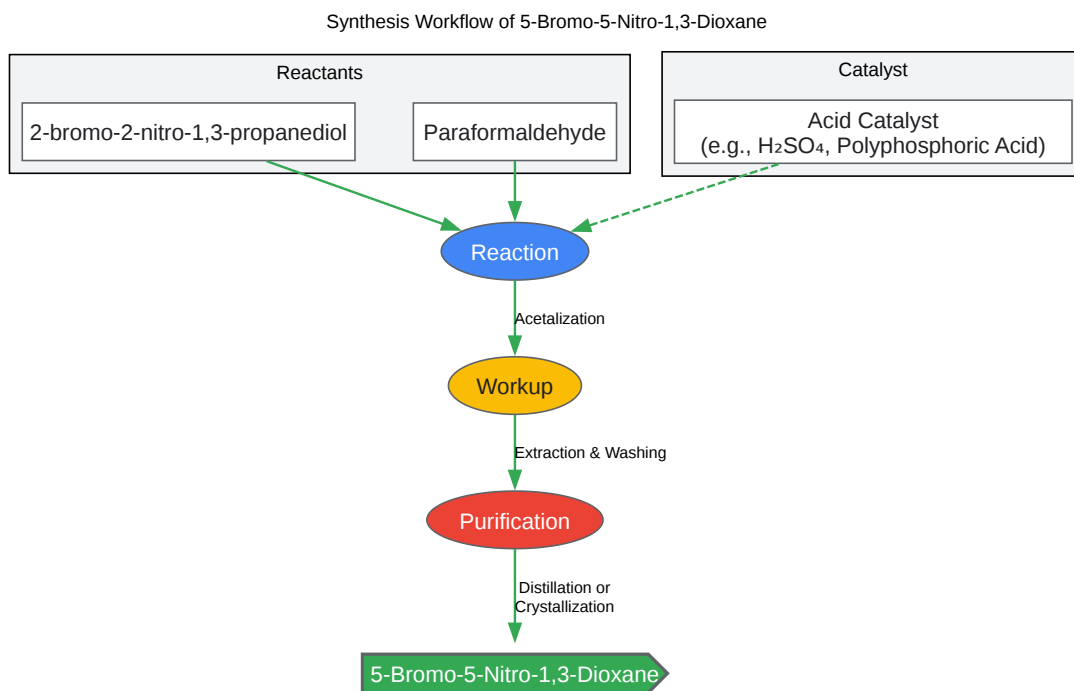 Synthesis Workflow of 5-Bromo-5-Nitro-1,3-Dioxane
Reactants
Catalyst
2-bromo-2-nitro-1,3-propanediol
Paraformaldehyde
Acid Catalyst
(e.g., H₂SO₄, Polyphosphoric Acid)
Reaction
Acetalization
Workup
Extraction & Washing
Purification
Distillation or
Crystallization
5-Bromo-5-Nitro-1,3-Dioxane